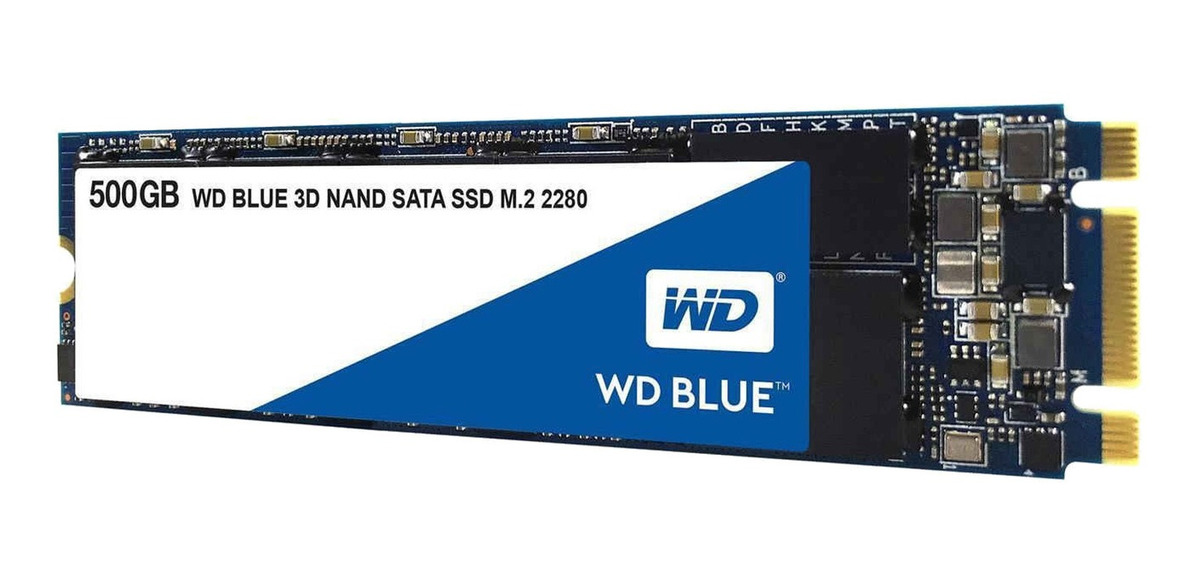 B D F H K M P T
500GB WD BLUE 3D NAND SATA SSD M.2 2280
B
L N F
WD®
WD BLUE™
M